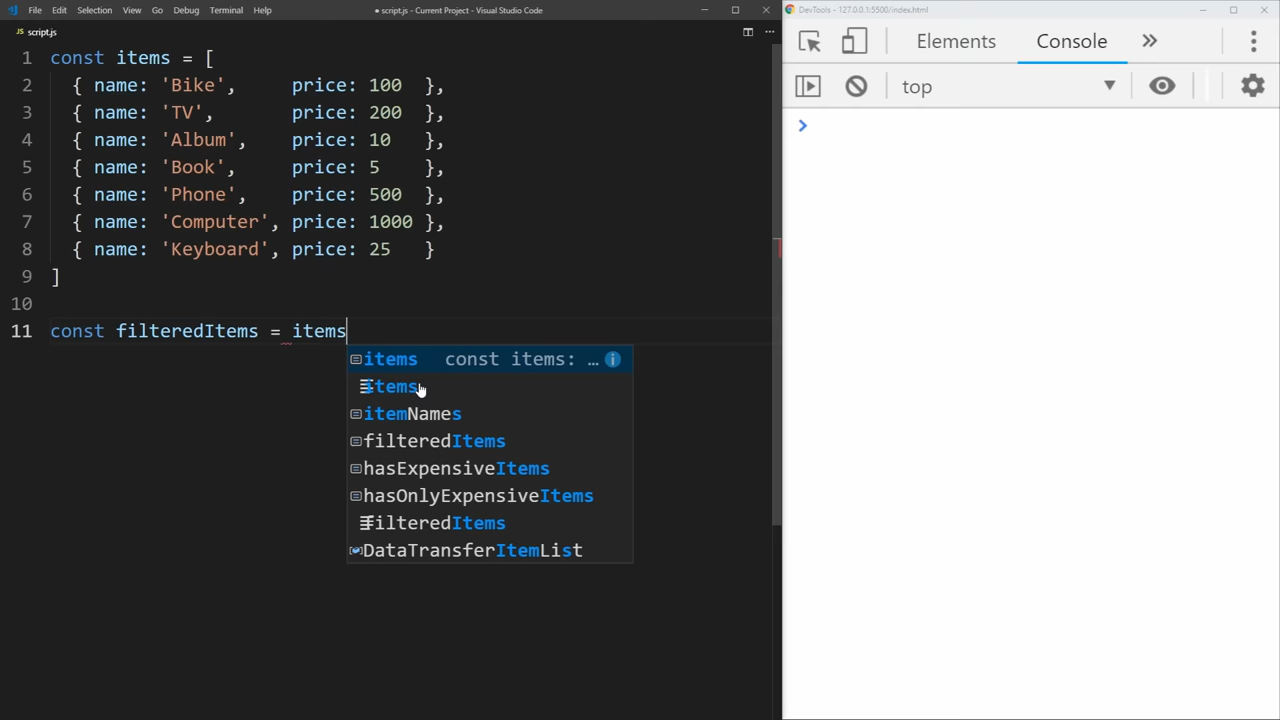 File Edit Selection View Go Debug Terminal Help ● script.js - Current Project - Visual Studio Code
JS script.js
1 const items = [
2 { name: 'Bike', price: 100 },
3 { name: 'TV', price: 200 },
4 { name: 'Album', price: 10 },
5 { name: 'Book', price: 5 },
6 { name: 'Phone', price: 500 },
7 { name: 'Computer', price: 1000 },
8 { name: 'Keyboard', price: 25 }
9 ]
10
11 const filteredItems = items
items const items: …
Items
itemNames
filteredItems
hasExpensiveItems
hasOnlyExpensiveItems
filteredItems
DataTransferItemList
DevTools - 127.0.0.1:5500/index.html
Elements Console »
top